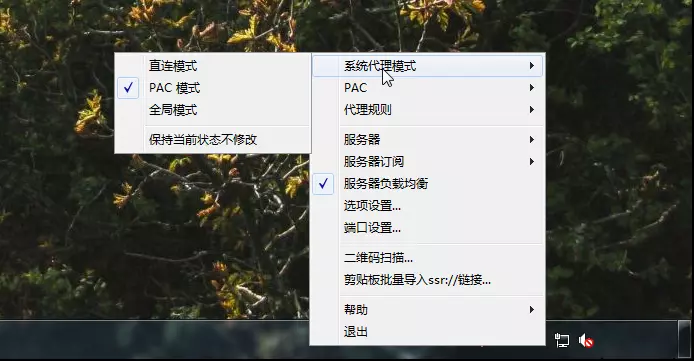 直连模式
PAC 模式
全局模式
保持当前状态不修改
系统代理模式
PAC
代理规则
服务器
服务器订阅
服务器负载均衡
选项设置...
端口设置...
二维码扫描...
剪贴板批量导入ssr://链接...
帮助
退出